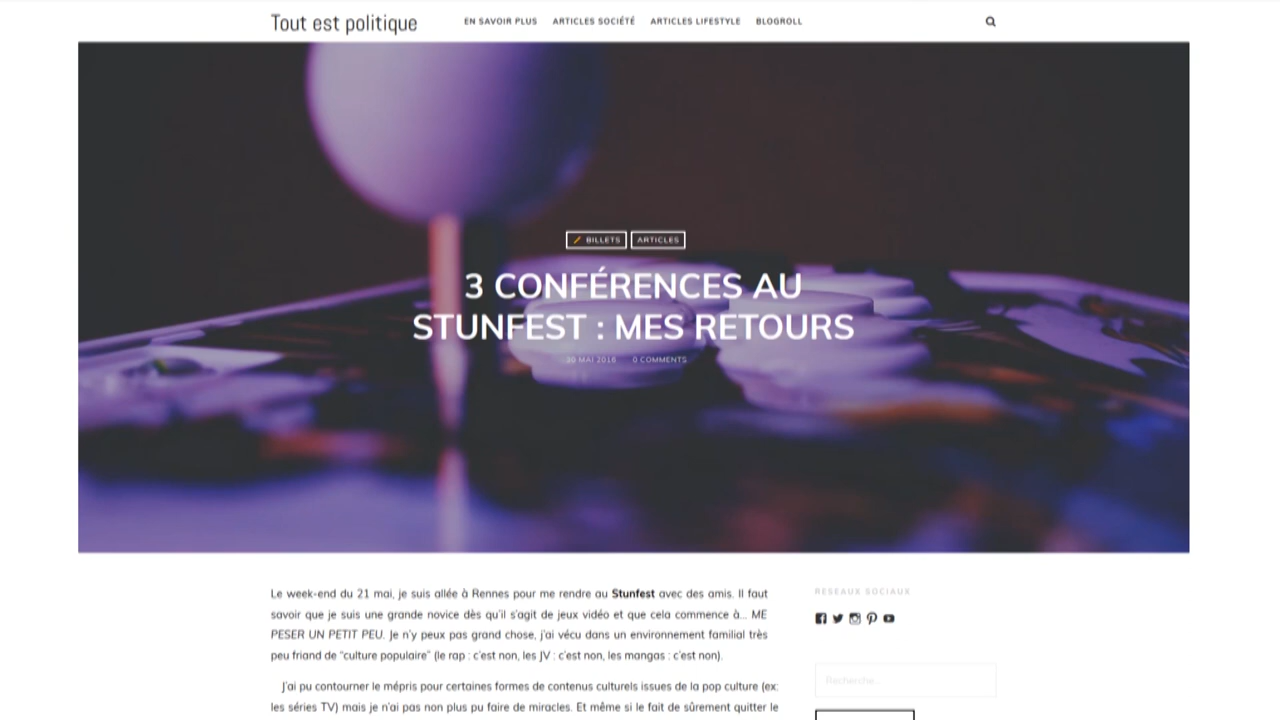 Tout est politique
EN SAVOIR PLUS ARTICLES SOCIÉTÉ ARTICLES LIFESTYLE BLOGROLL
BILLETS ARTICLES
3 CONFÉRENCES AU
STUNFEST : MES RETOURS
30 MAI 2016 0 COMMENTS
Le week-end du 21 mai, je suis allée à Rennes pour me rendre au Stunfest avec des amis. Il faut
savoir que je suis une grande novice dès qu'il s'agit de jeux vidéo et que cela commence à... ME
PESER UN PETIT PEU. Je n'y peux pas grand chose, j'ai vécu dans un environnement familial très
peu friand de "culture populaire" (le rap : c'est non, les JV : c'est non, les mangas : c'est non).
J'ai pu contourner le mépris pour certaines formes de contenus culturels issues de la pop culture (ex:
les séries TV) mais je n'ai pas non plus pu faire de miracles. Et même si le fait de sûrement quitter le
RESEAUX SOCIAUX
Recherche...